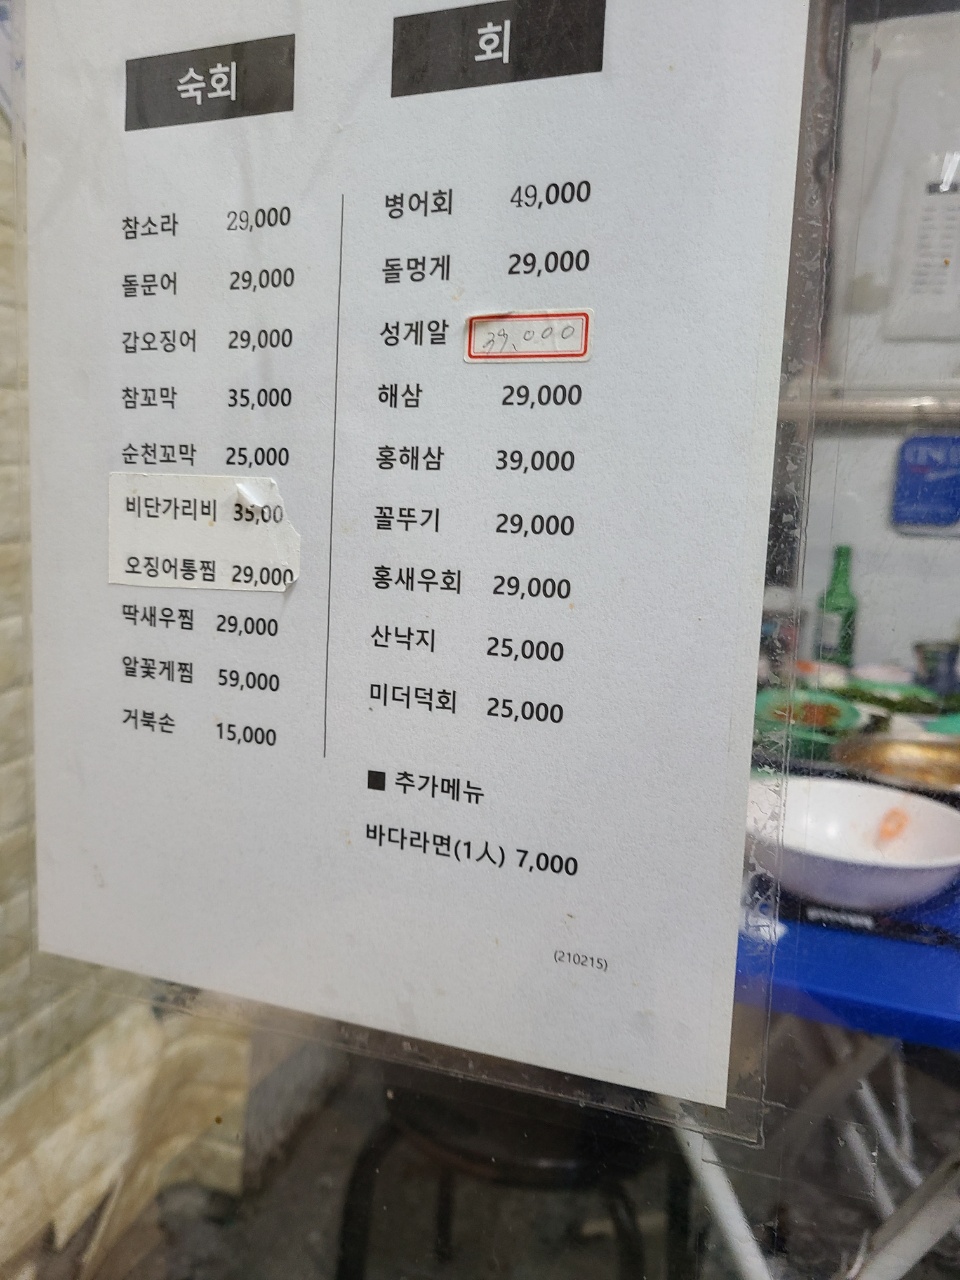 숙회
참소라 29,000
돌문어 29,000
갑오징어 29,000
참꼬막 35,000
순천꼬막 25,000
비단가리비 35,00
오징어통찜 29,000
딱새우찜 29,000
알꽃게찜 59,000
거북손 15,000
회
병어회 49,000
돌멍게 29,000
성게알 39,000
해삼 29,000
홍해삼 39,000
꼴뚜기 29,000
홍새우회 29,000
산낙지 25,000
미더덕회 25,000
■ 추가메뉴
바다라면(1人) 7,000
(210215)